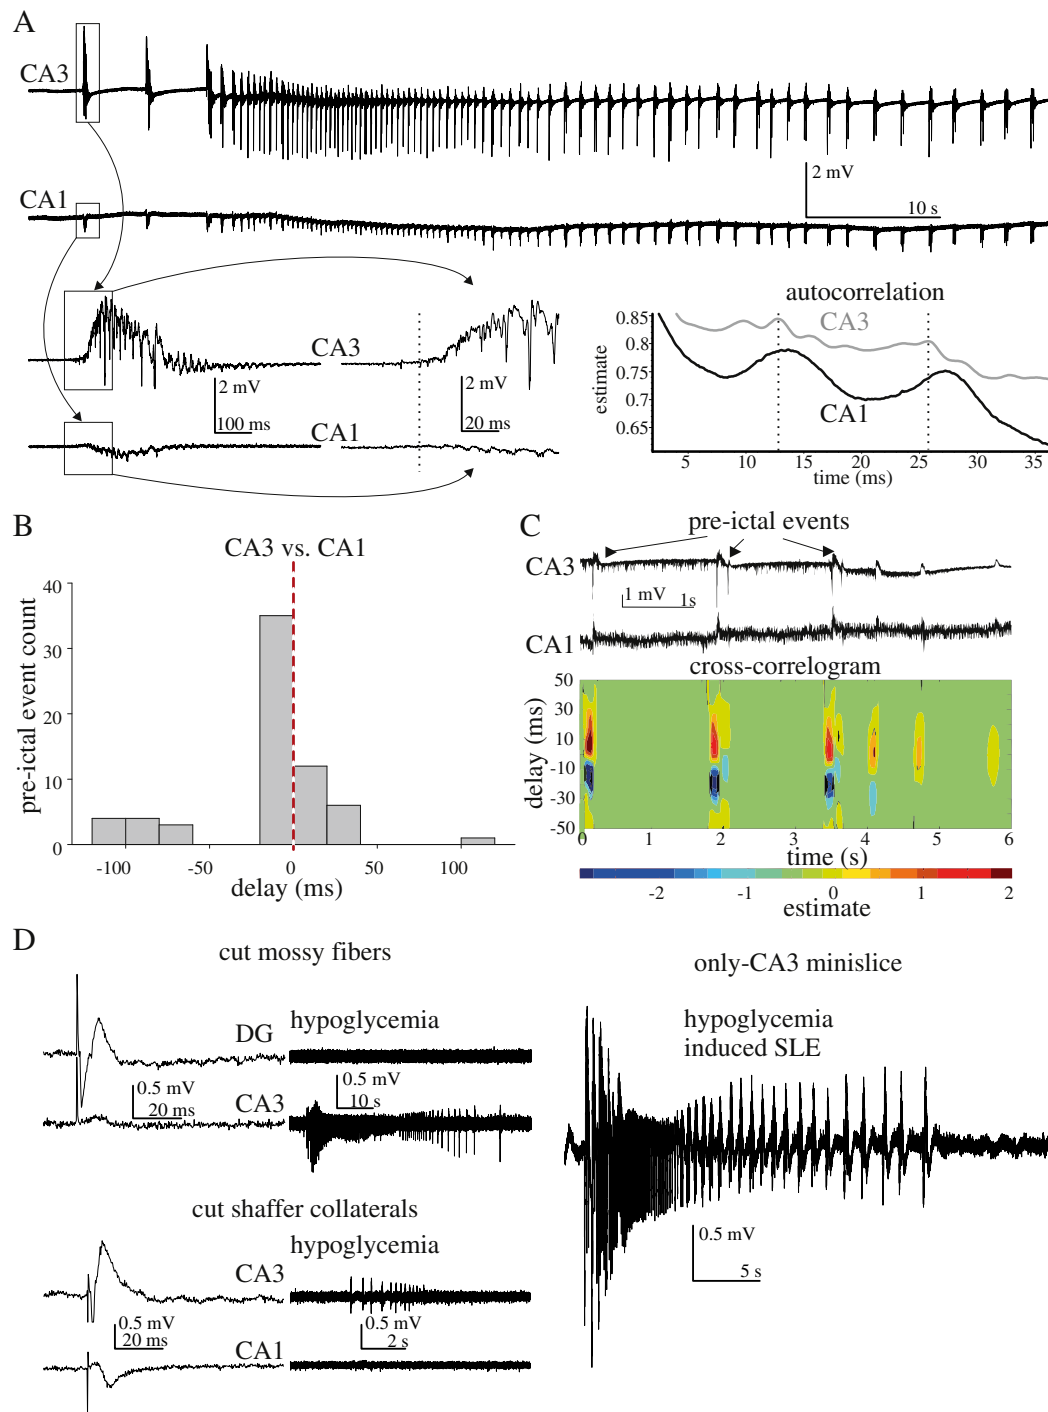 A
CA3
2 mV
10 s
CA1
CA3
2 mV
100 ms
2 mV
20 ms
CA1
autocorrelation
CA3
CA1
estimate
0.85
0.8
0.75
0.7
0.65
5 10 15 20 25 30 35
time (ms)
B
CA3 vs. CA1
pre-ictal event count
40
30
20
10
0
-100 -50 0 50 100
delay (ms)
C
pre-ictal events
CA3
1 mV
1s
CA1
cross-correlogram
delay (ms)
50
30
10
-10
-30
-50
0 1 2 3 4 5 6
time (s)
-2 -1 0 1 2
estimate
D
cut mossy fibers
DG
hypoglycemia
0.5 mV
20 ms
0.5 mV
10 s
CA3
cut shaffer collaterals
hypoglycemia
CA3
0.5 mV
20 ms
0.5 mV
2 s
CA1
only-CA3 minislice
hypoglycemia
induced SLE
0.5 mV
5 s